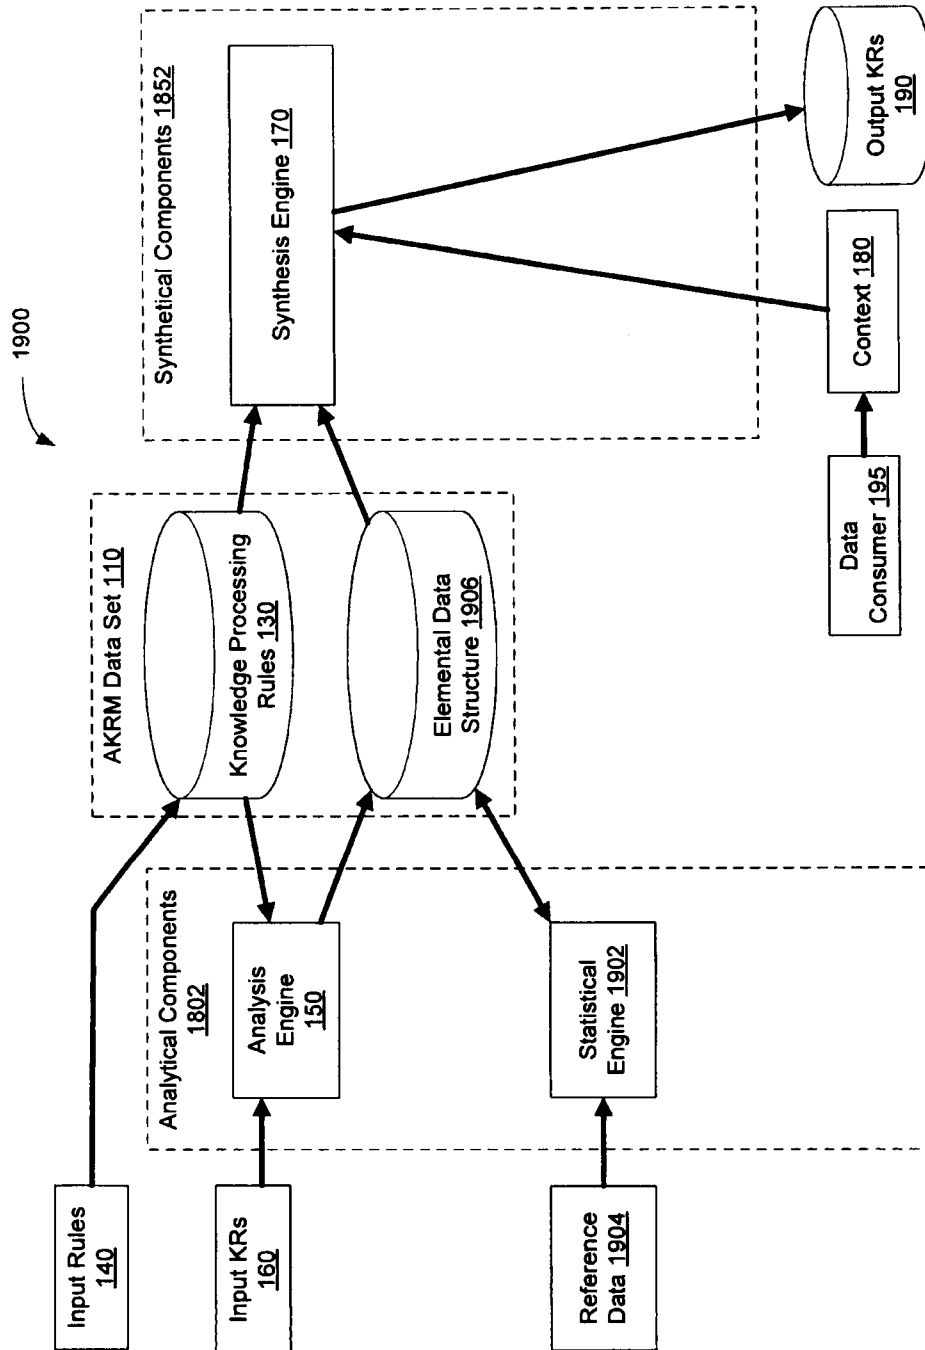 1900
Input Rules
140
Input KRs
160
Reference
Data 1904
Analytical Components
1802
Analysis
Engine
150
Statistical
Engine 1902
AKRM Data Set 110
Knowledge Processing
Rules 130
Elemental Data
Structure 1906
Synthetical Components 1852
Synthesis Engine 170
Data
Consumer 195
Context 180
Output KRs
190